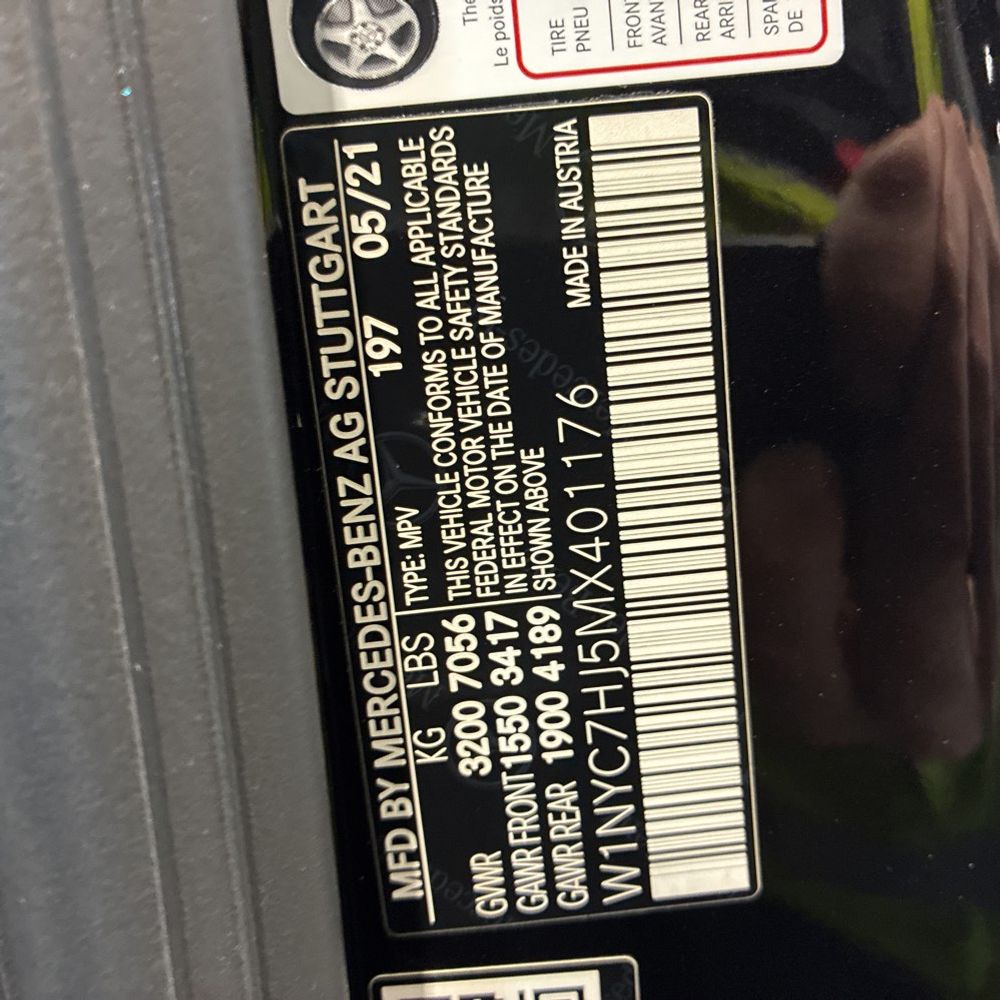 MFD BY MERCEDES-BENZ AG STUTTGART
KG LBS
197 05/21
GVWR 3200 7056
GAWR FRONT 1550 3417
GAWR REAR 1900 4189
TYPE: MPV
THIS VEHICLE CONFORMS TO ALL APPLICABLE
FEDERAL MOTOR VEHICLE SAFETY STANDARDS
IN EFFECT ON THE DATE OF MANUFACTURE
SHOWN ABOVE
MADE IN AUSTRIA
W1NYC7HJ5MX401176
The
Le poids
TIRE
PNEU
FRON
AVAN
REAR
ARRI
SPA
DE